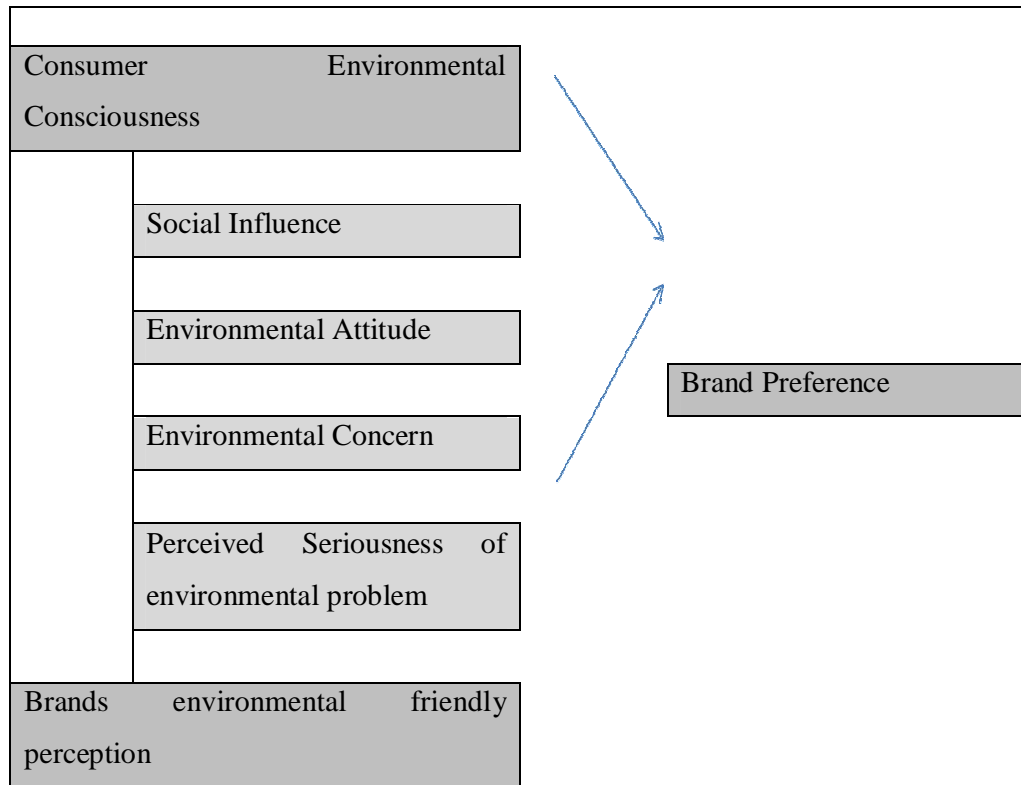 Consumer Environmental
Consciousness
Social Influence
Environmental Attitude
Brand Preference
Environmental Concern
Perceived Seriousness of
environmental problem
Brands environmental friendly
perception